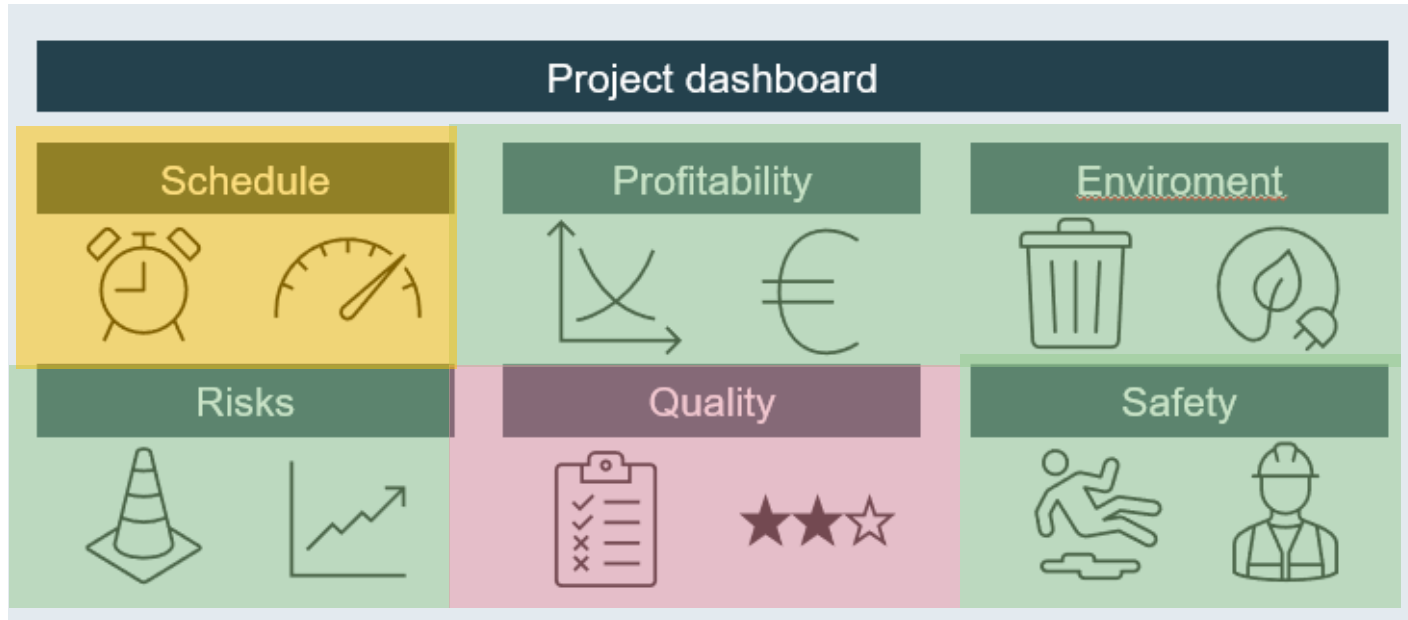 Project dashboard
Schedule
Profitability
Enviroment
Risks
Quality
Safety